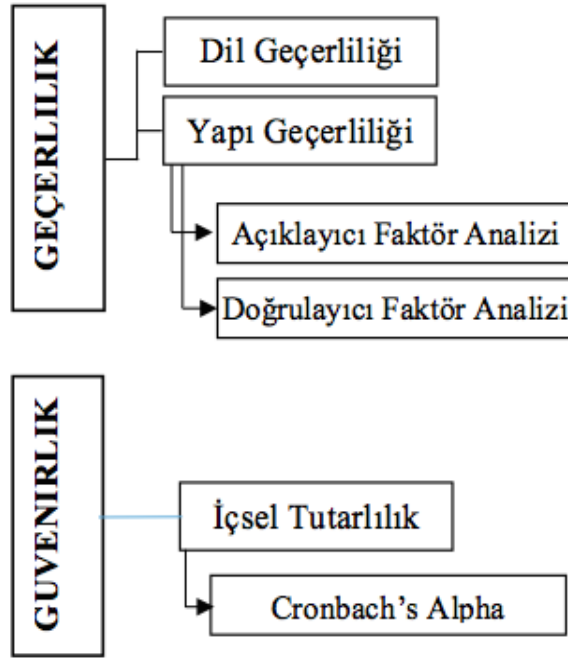 GEÇERLILIK
Dil Geçerliliği
Yapı Geçerliliği
Açıklayıcı Faktör Analizi
Doğrulayıcı Faktör Analizi
GUVENIRLIK
İçsel Tutarlılık
Cronbach's Alpha